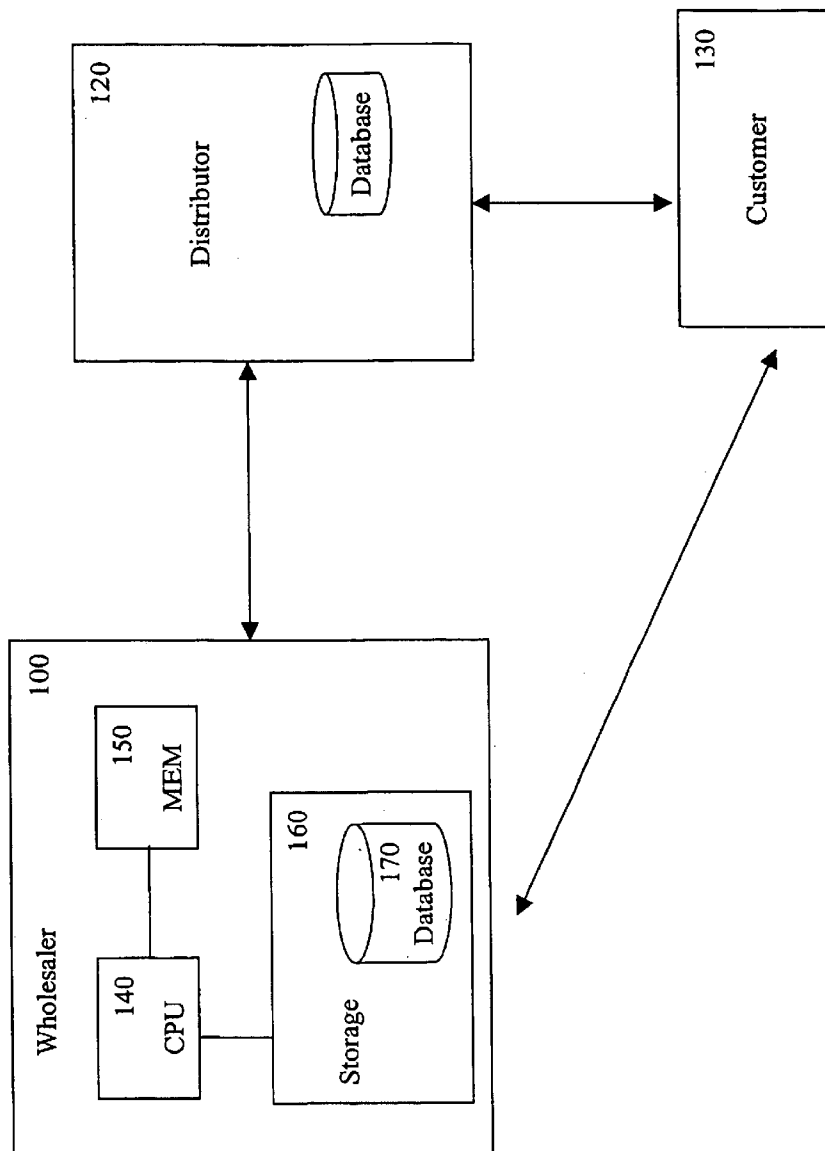 Wholesaler
100
140
CPU
150
MEM
Storage
160
170
Database
120
Distributor
Database
130
Customer